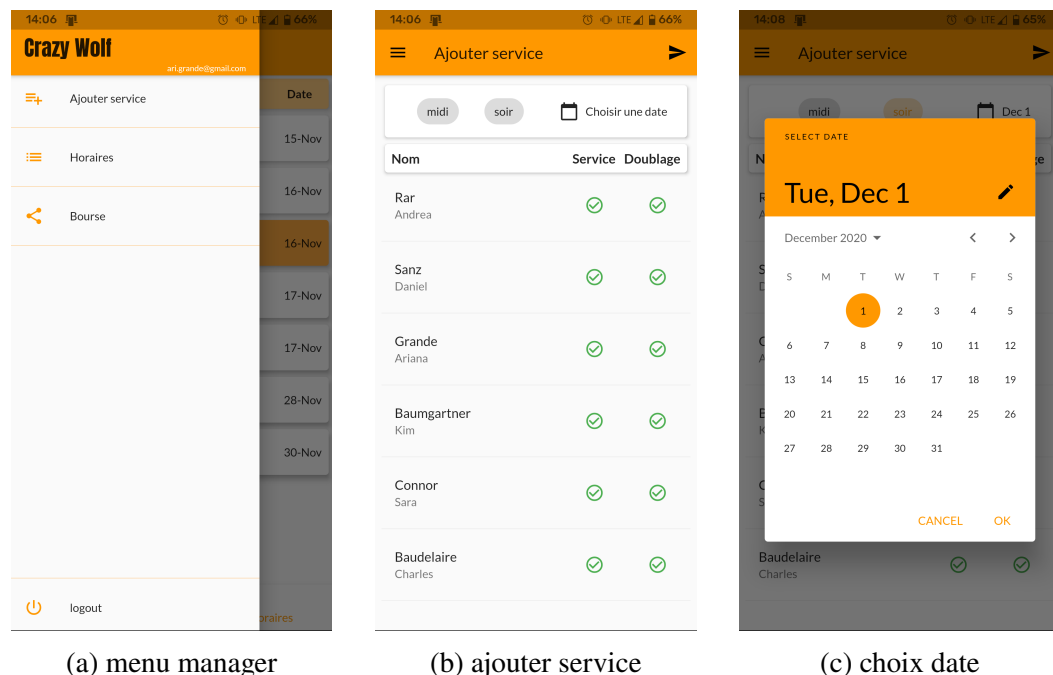 14:06 LTE 66%
Crazy Wolf
ari.grande@gmail.com
Ajouter service
Horaires
Bourse
logout
Date
15-Nov
16-Nov
16-Nov
17-Nov
17-Nov
28-Nov
30-Nov
oraires
(a) menu manager
14:06 LTE 66%
Ajouter service
midi soir Choisir une date
Nom Service Doublage
Rar
Andrea
Sanz
Daniel
Grande
Ariana
Baumgartner
Kim
Connor
Sara
Baudelaire
Charles
(b) ajouter service
14:08 LTE 65%
Ajouter service
midi soir Dec 1
SELECT DATE
Tue, Dec 1
December 2020
S M T W T F S
1 2 3 4 5
6 7 8 9 10 11 12
13 14 15 16 17 18 19
20 21 22 23 24 25 26
27 28 29 30 31
CANCEL OK
Baudelaire
Charles
(c) choix date